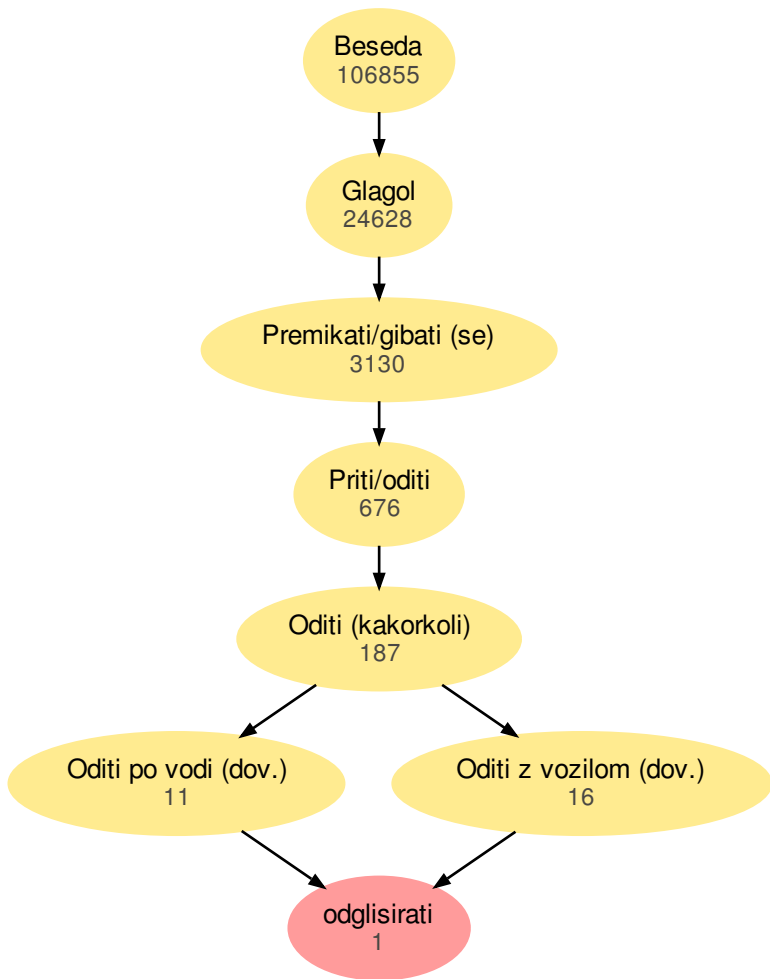 Beseda
106855
Glagol
24628
Premikati/gibati (se)
3130
Priti/oditi
676
Oditi (kakorkoli)
187
Oditi po vodi (dov.)
11
Oditi z vozilom (dov.)
16
odglisirati
1